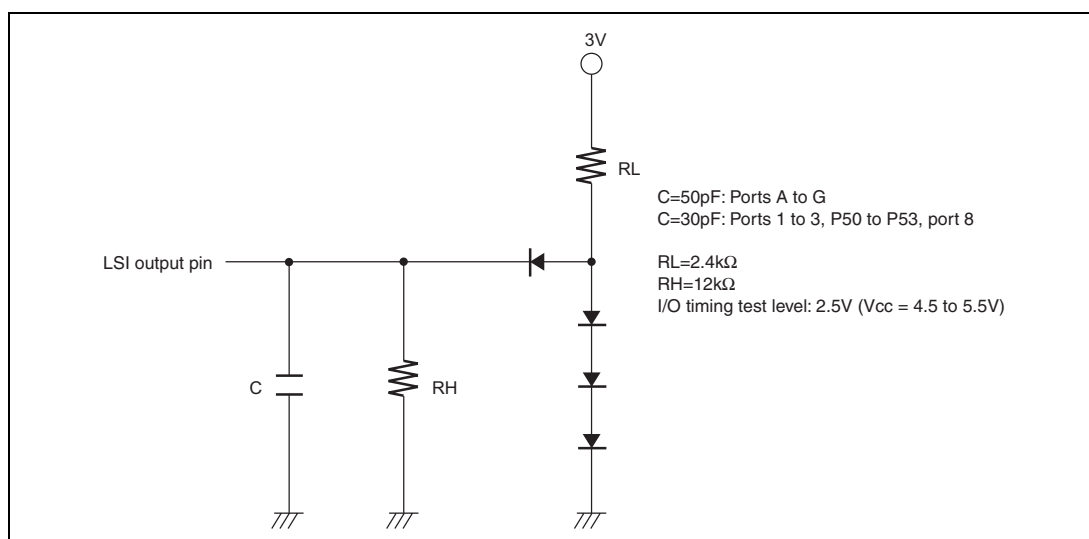 3V
RL
C=50pF: Ports A to G
C=30pF: Ports 1 to 3, P50 to P53, port 8
LSI output pin
RL=2.4kΩ
RH=12kΩ
I/O timing test level: 2.5V (Vcc = 4.5 to 5.5V)
C
RH